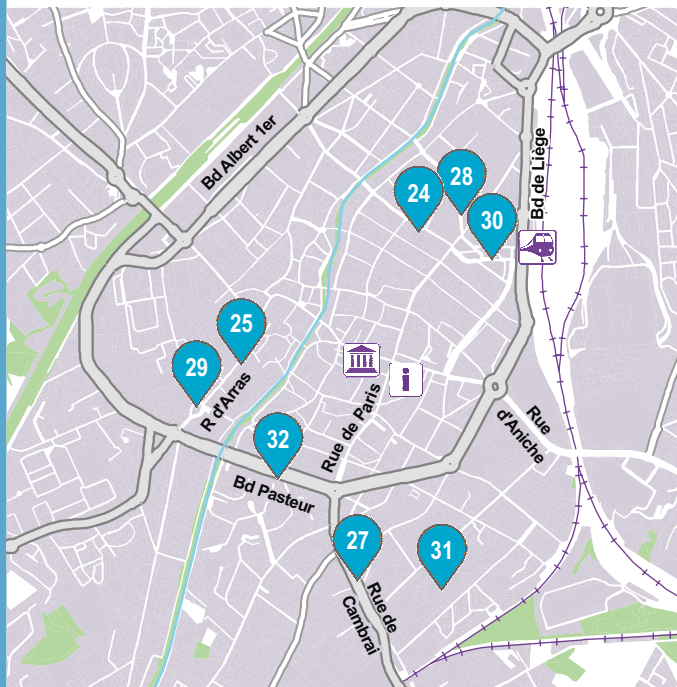 Bd Albert 1er
Bd de Liège
28
24
30
25
29
R d'Arras
i
Rue de Paris
Rue
d'Aniche
32
Bd Pasteur
27
31
Rue de
Cambrai